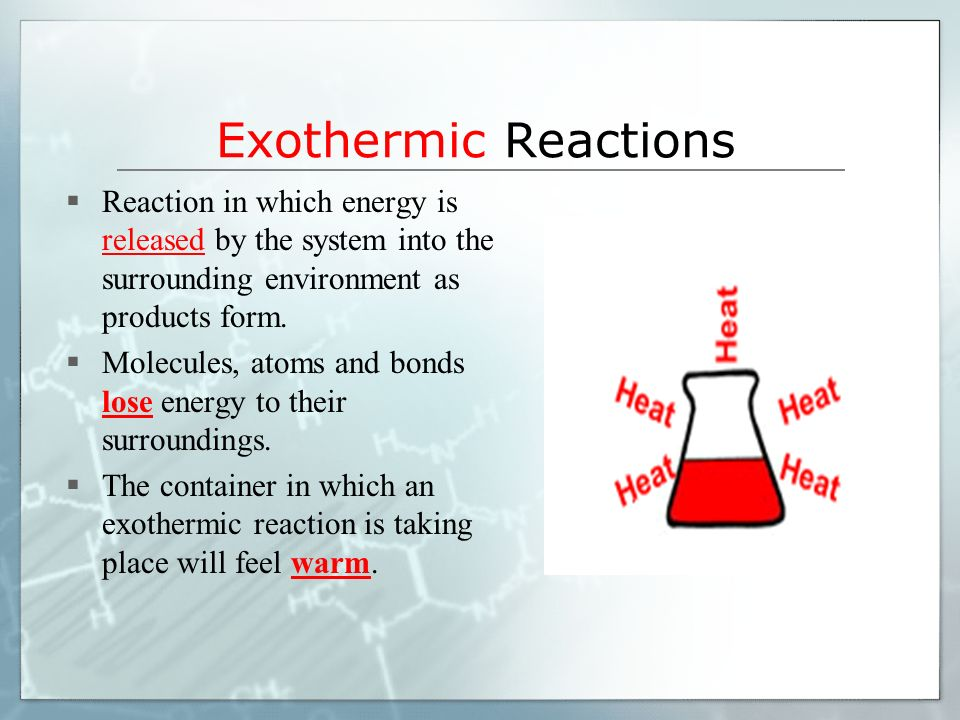 Exothermic Reactions
▪ Reaction in which energy is
released by the system into the
surrounding environment as
products form.
▪ Molecules, atoms and bonds
lose energy to their
surroundings.
▪ The container in which an
exothermic reaction is taking
place will feel warm.
Heat
Heat
Heat
Heat
Heat